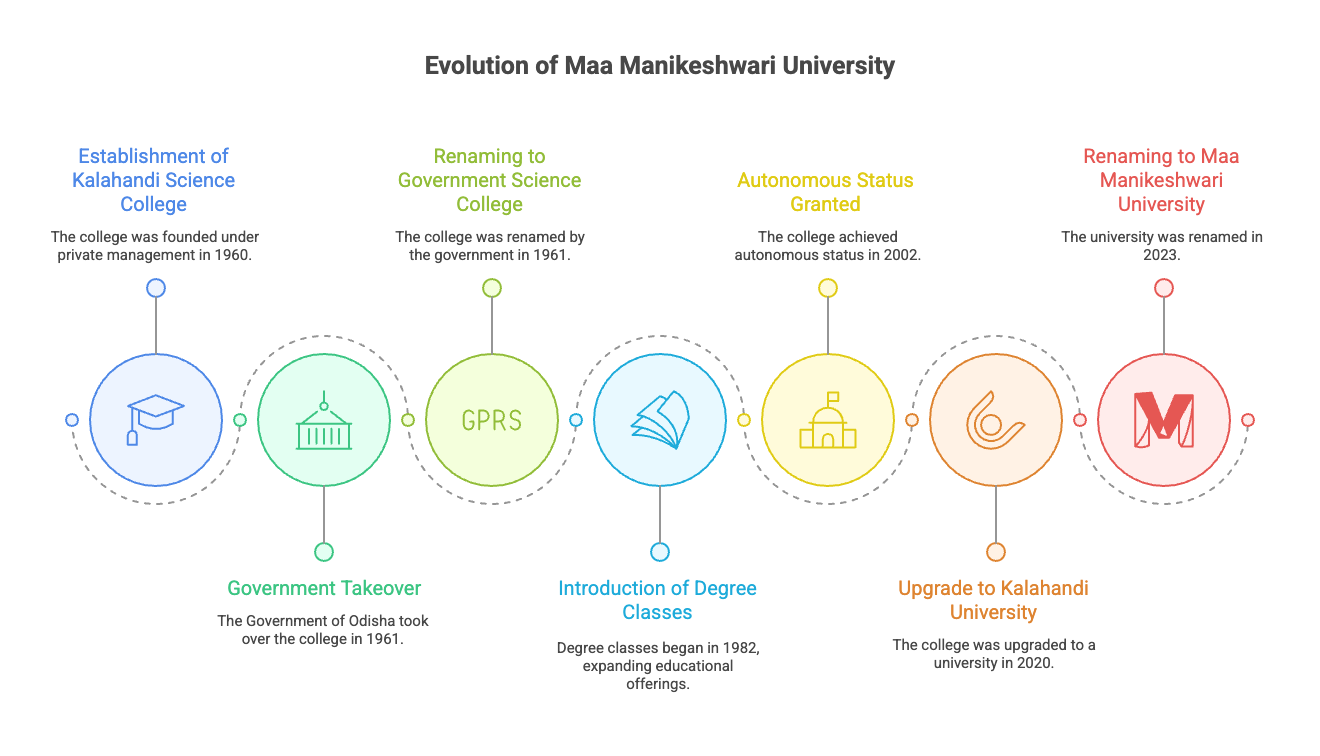 Evolution of Maa Manikeshwari University
Establishment of
Kalahandi Science
College
The college was founded under
private management in 1960.
Government Takeover
The Government of Odisha took
over the college in 1961.
Renaming to
Government Science
College
The college was renamed by
the government in 1961.
GPRS
Introduction of Degree
Classes
Degree classes began in 1982,
expanding educational
offerings.
Autonomous Status
Granted
The college achieved
autonomous status in 2002.
Upgrade to Kalahandi
University
The college was upgraded to a
university in 2020.
Renaming to Maa
Manikeshwari
University
The university was renamed in
2023.
M